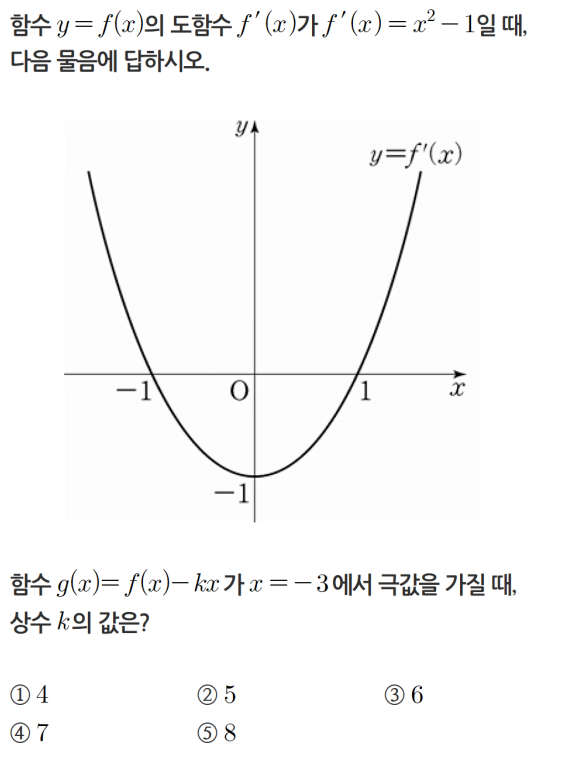 함수 y = f(x)의 도함수 f′(x)가 f′(x) = x² − 1일 때,
다음 물음에 답하시오.
y
y=f′(x)
−1
O
1
x
−1
함수 g(x)= f(x)− kx 가 x = − 3에서 극값을 가질 때,
상수 k의 값은?
① 4 ② 5 ③ 6
④ 7 ⑤ 8